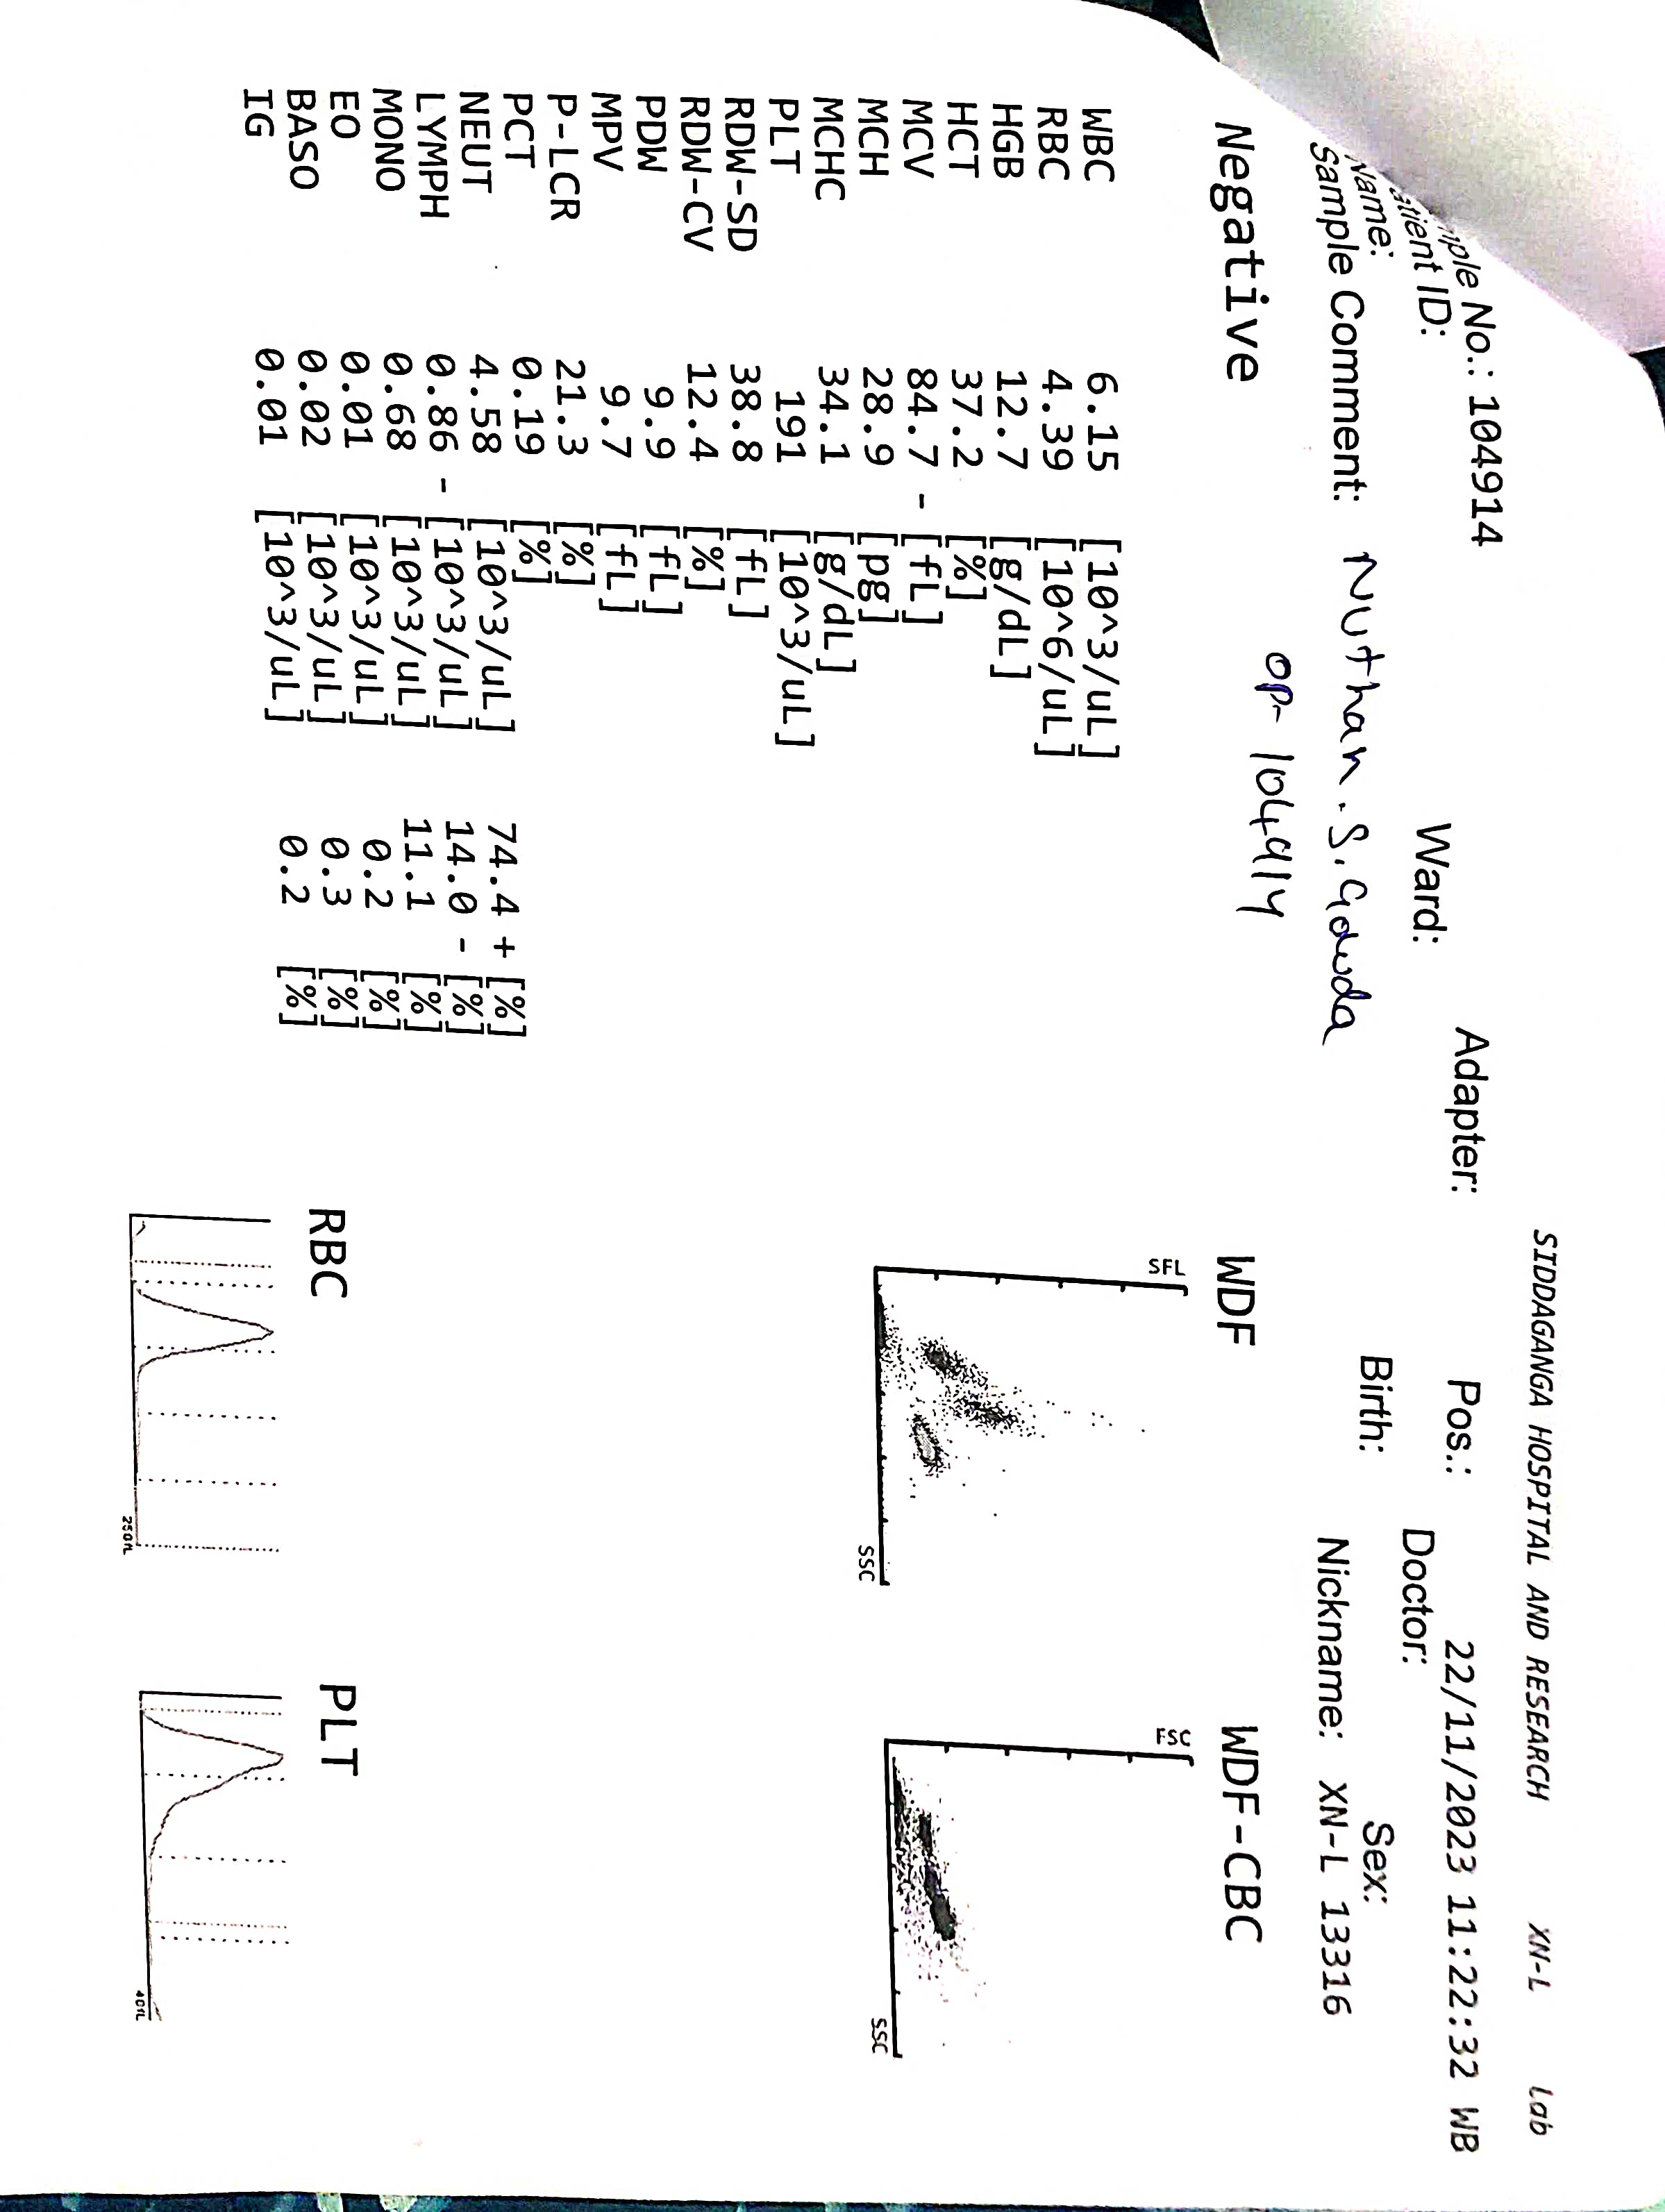 SIDDAGANGA HOSPITAL AND RESEARCH XN-L Lab
No.: 104914 Adapter: Pos.: 22/11/2023 11:22:32 WB
ID: Ward: Doctor:
Name: Birth: Sex:
Sample Comment: Nuthan . S. Gowda Nickname: XN-L 13316
OP- 104914
Negative
WDF WDF-CBC
SFL FSC
SSC SSC
WBC 6.15 [10^3/uL]
RBC 4.39 [10^6/uL]
HGB 12.7 [g/dL]
HCT 37.2 [%]
MCV 84.7 - [fL]
MCH 28.9 [pg]
MCHC 34.1 [g/dL]
PLT 191 [10^3/uL]
RDW-SD 38.8 [fL]
RDW-CV 12.4 [%]
PDW 9.9 [fL]
MPV 9.7 [fL]
P-LCR 21.3 [%]
PCT 0.19 [%]
NEUT 4.58 [10^3/uL] 74.4 + [%]
LYMPH 0.86 - [10^3/uL] 14.0 - [%]
MONO 0.68 [10^3/uL] 11.1 [%]
EO 0.01 [10^3/uL] 0.2 [%]
BASO 0.02 [10^3/uL] 0.3 [%]
IG 0.01 [10^3/uL] 0.2 [%]
RBC PLT
250fL 40fL